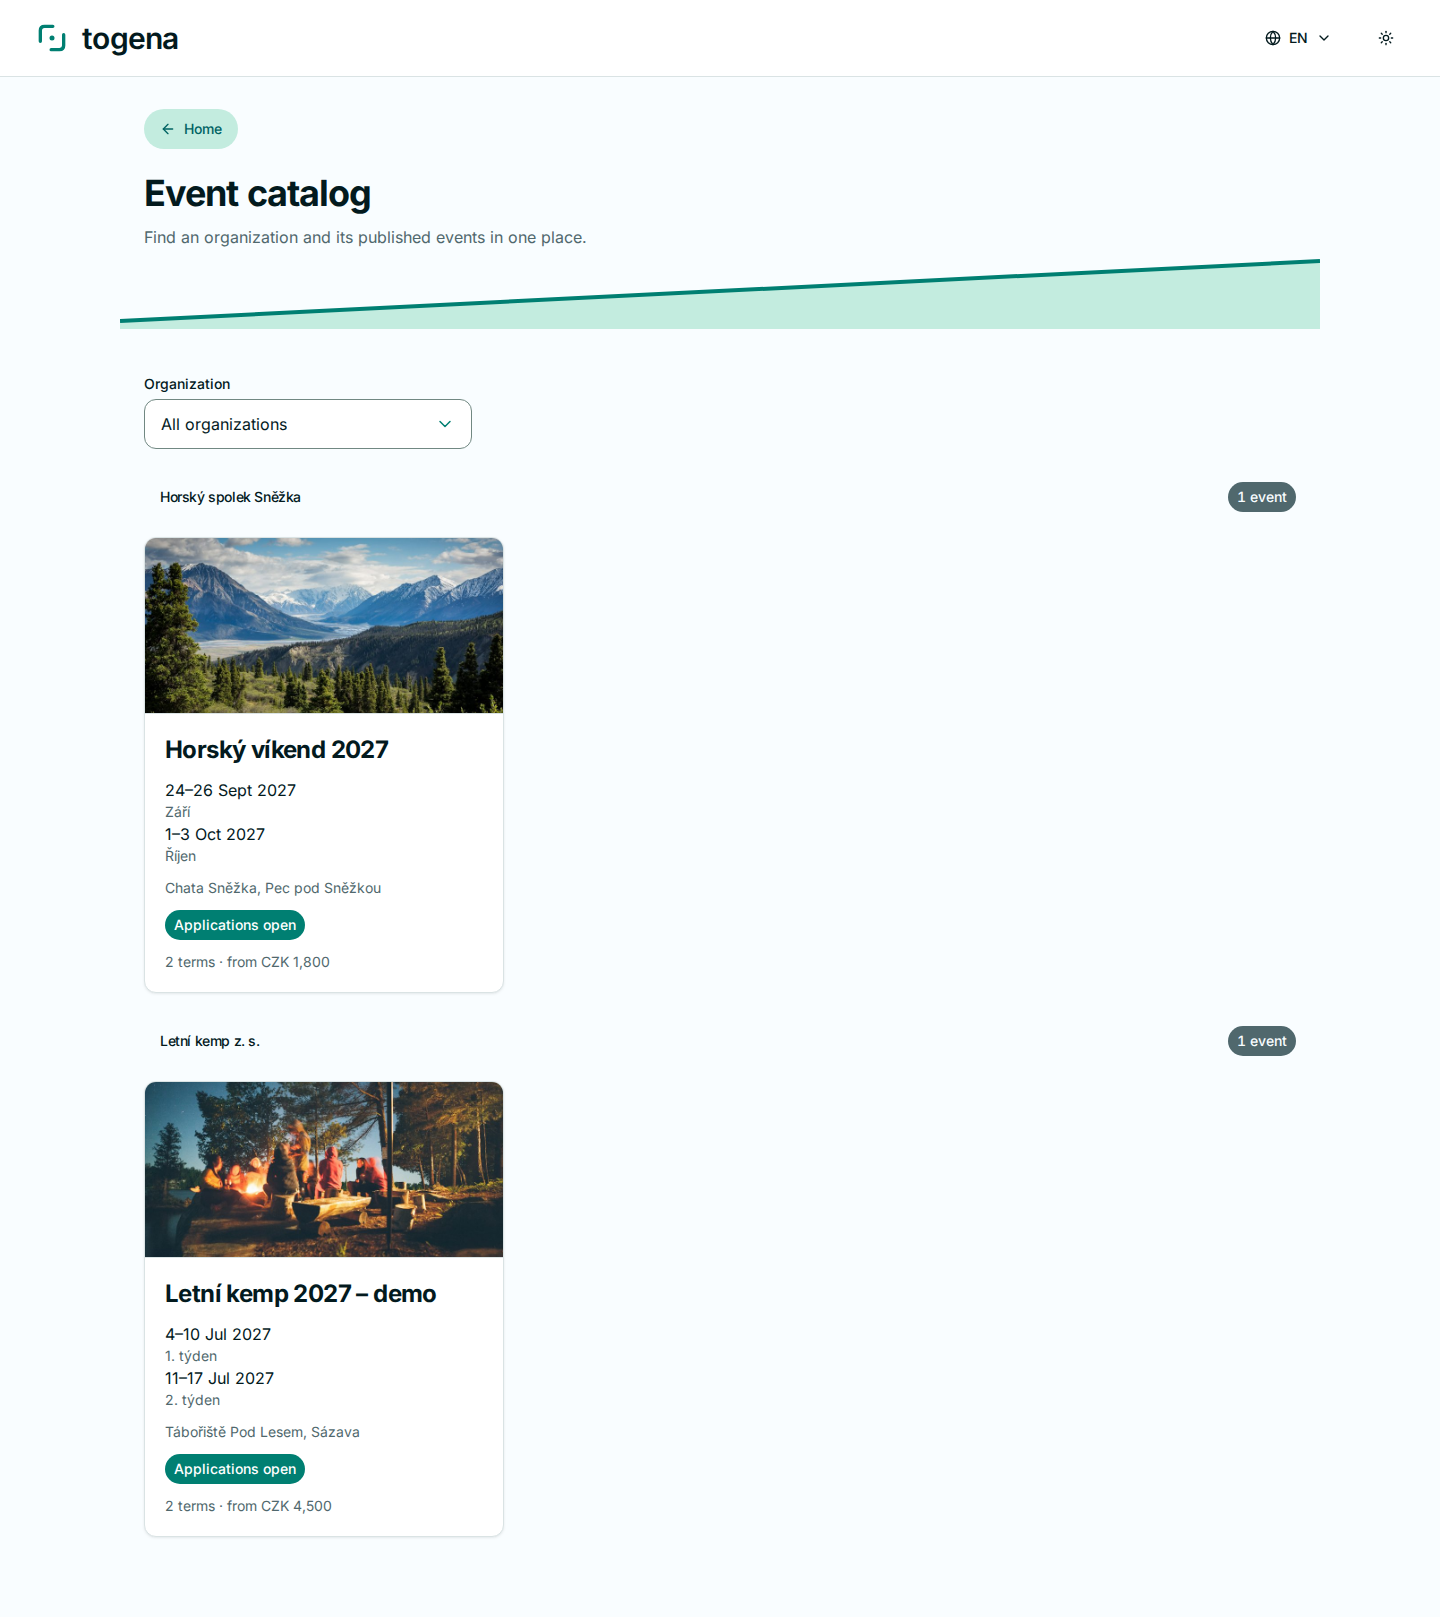 togena
EN
Home
Event catalog
Find an organization and its published events in one place.
Organization
All organizations
Horský spolek Sněžka
1 event
Horský víkend 2027
24–26 Sept 2027
Září
1–3 Oct 2027
Říjen
Chata Sněžka, Pec pod Sněžkou
Applications open
2 terms · from CZK 1,800
Letní kemp z. s.
1 event
Letní kemp 2027 – demo
4–10 Jul 2027
1. týden
11–17 Jul 2027
2. týden
Tábořiště Pod Lesem, Sázava
Applications open
2 terms · from CZK 4,500